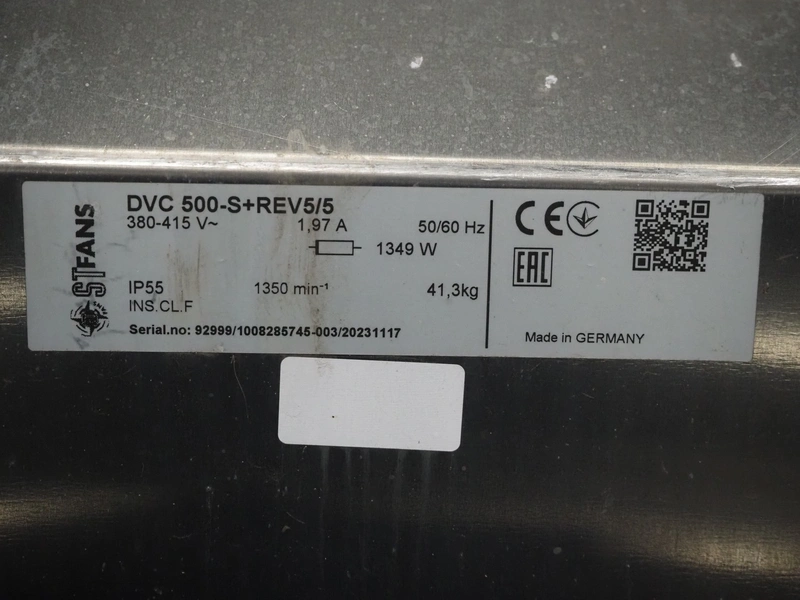 STFANS
DVC 500-S+REV5/5
380-415 V~ 1,97 A 50/60 Hz
1349 W
IP55 1350 min⁻¹ 41,3kg
INS.CL.F
Serial.no: 92999/1008285745-003/20231117
CE
EAC
Made in GERMANY